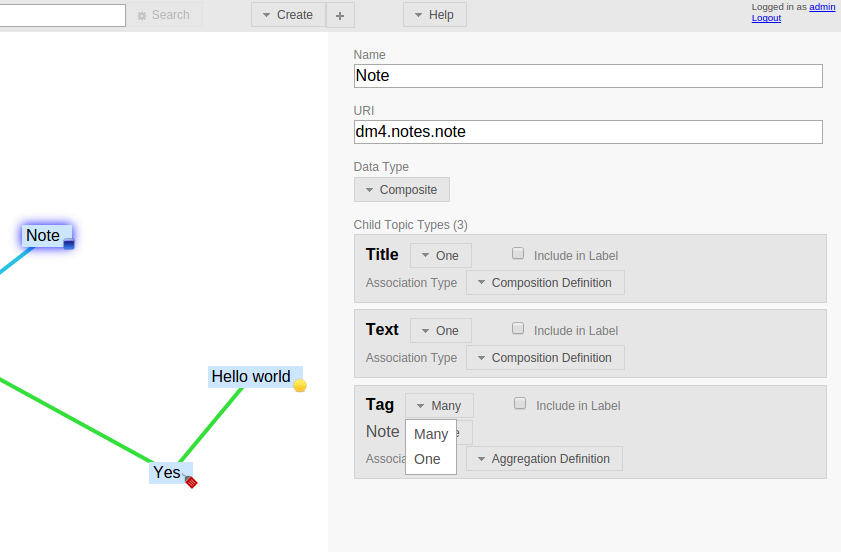 Search
Create
+
Help
Logged in as admin
Logout
Name
Note
URI
dm4.notes.note
Data Type
Composite
Child Topic Types (3)
Title One Include in Label
Association Type Composition Definition
Text One Include in Label
Association Type Composition Definition
Tag Many Include in Label
Note
Many
One
Aggregation Definition
Note
Hello world
Yes